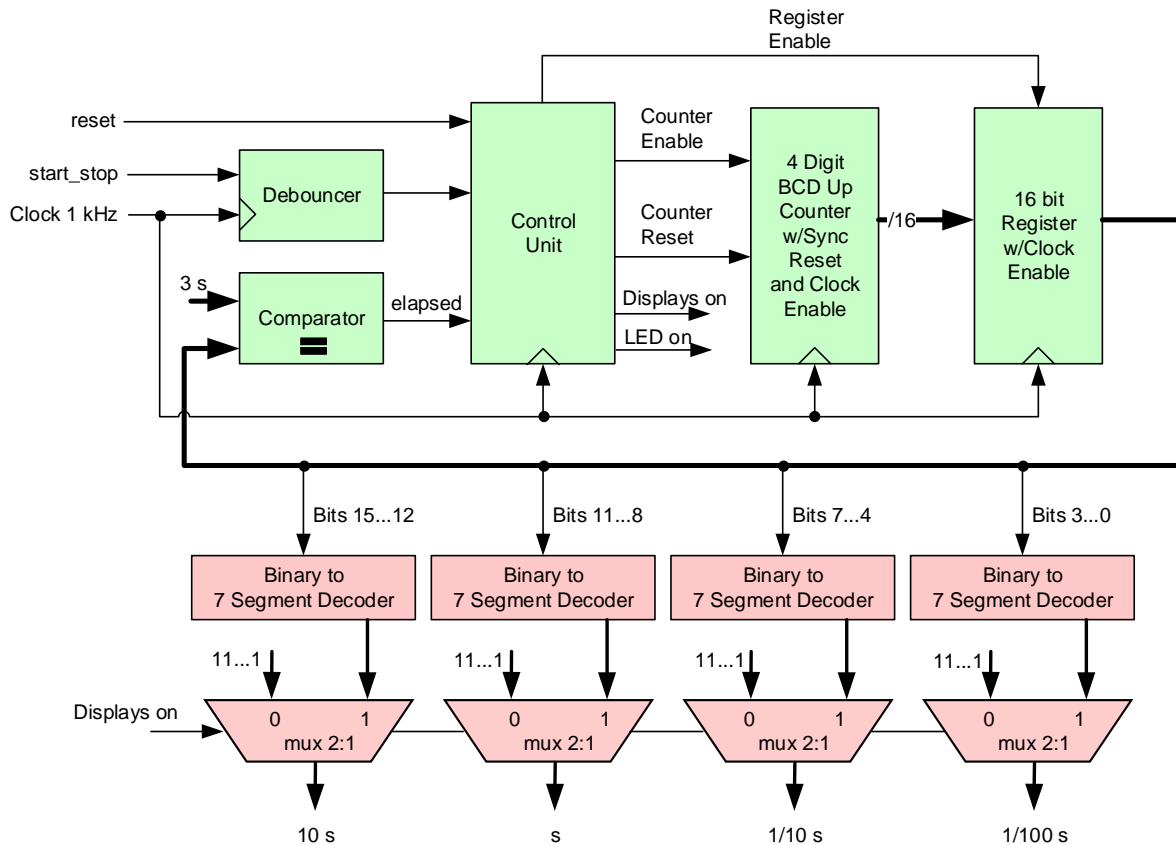 Register
Enable
reset
start_stop
Clock 1 kHz
Debouncer
3 s
Comparator
=
elapsed
Control
Unit
Counter
Enable
Counter
Reset
Displays on
LED on
4 Digit
BCD Up
Counter
w/Sync
Reset
and Clock
Enable
/16
16 bit
Register
w/Clock
Enable
Bits 15...12
Bits 11...8
Bits 7...4
Bits 3...0
Binary to
7 Segment Decoder
Binary to
7 Segment Decoder
Binary to
7 Segment Decoder
Binary to
7 Segment Decoder
11...1
11...1
11...1
11...1
Displays on
0 1
mux 2:1
0 1
mux 2:1
0 1
mux 2:1
0 1
mux 2:1
10 s
s
1/10 s
1/100 s